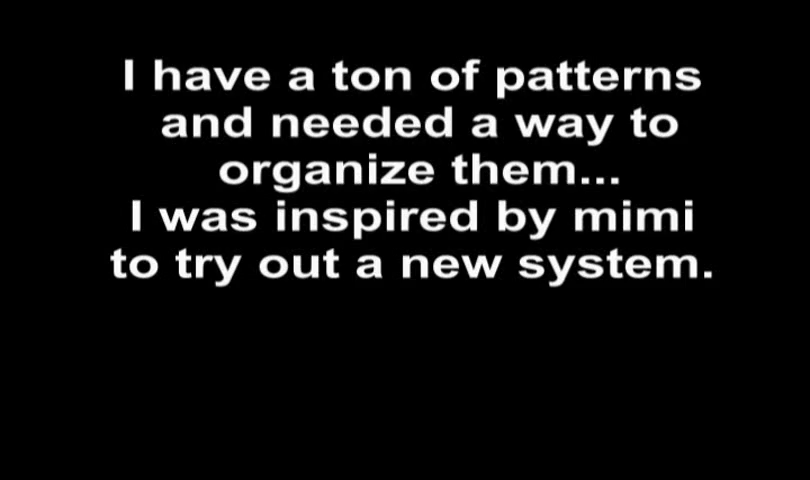 I have a ton of patterns
and needed a way to
organize them...
I was inspired by mimi
to try out a new system.